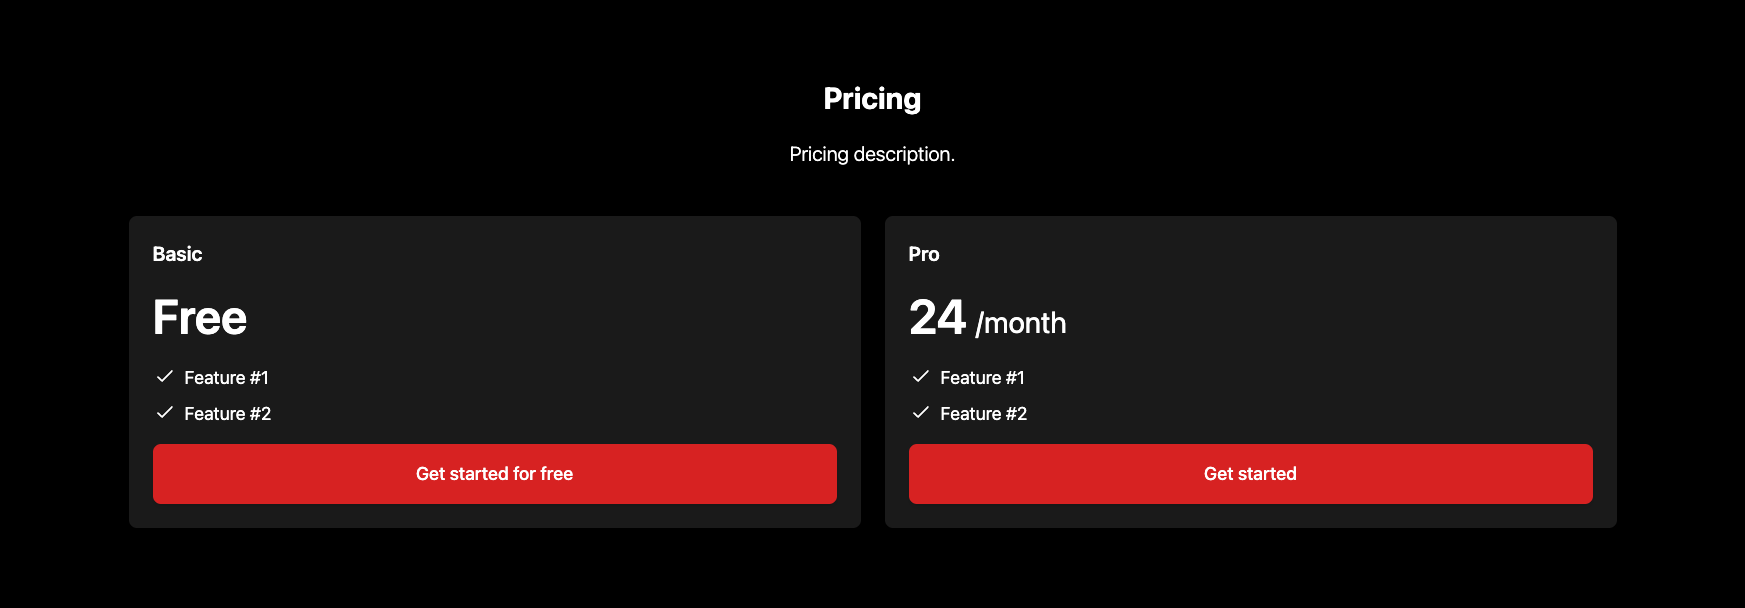 Pricing
Pricing description.
Basic
Free
Feature #1
Feature #2
Get started for free
Pro
24 /month
Feature #1
Feature #2
Get started